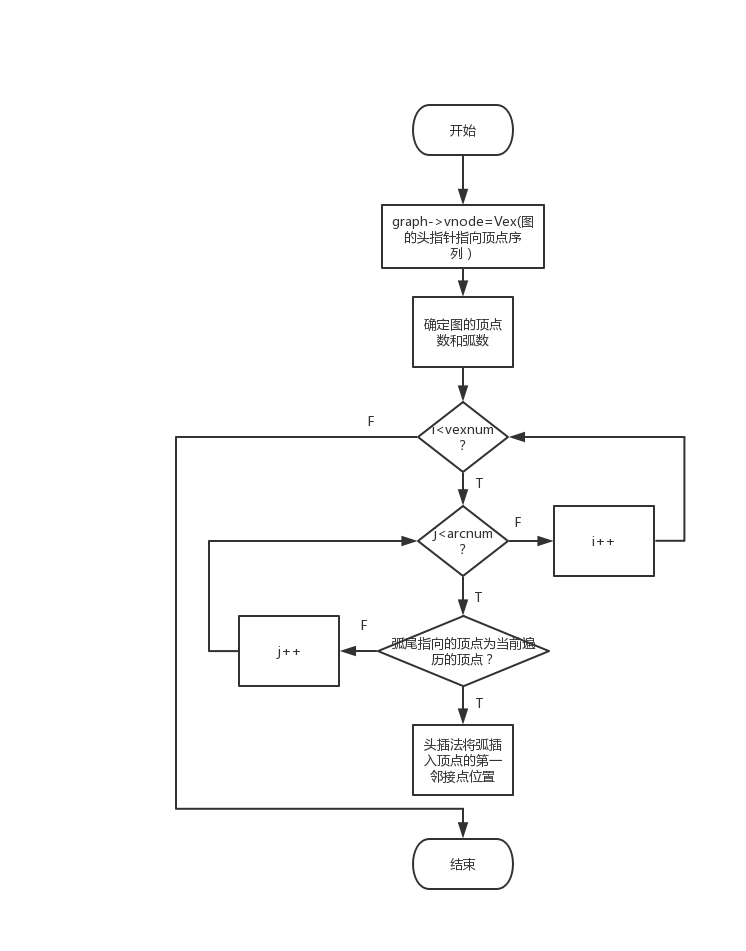 开始
graph->vnode=Vex(图
的头指针指向顶点序
列 )
确定图的顶点
数和弧数
F
i<vexnum
?
T
j<arcnum
?
F
i++
T
F
弧尾指向的顶点为当前遍
历的顶点？
j++
T
头插法将弧插
入顶点的第一
邻接点位置
结束